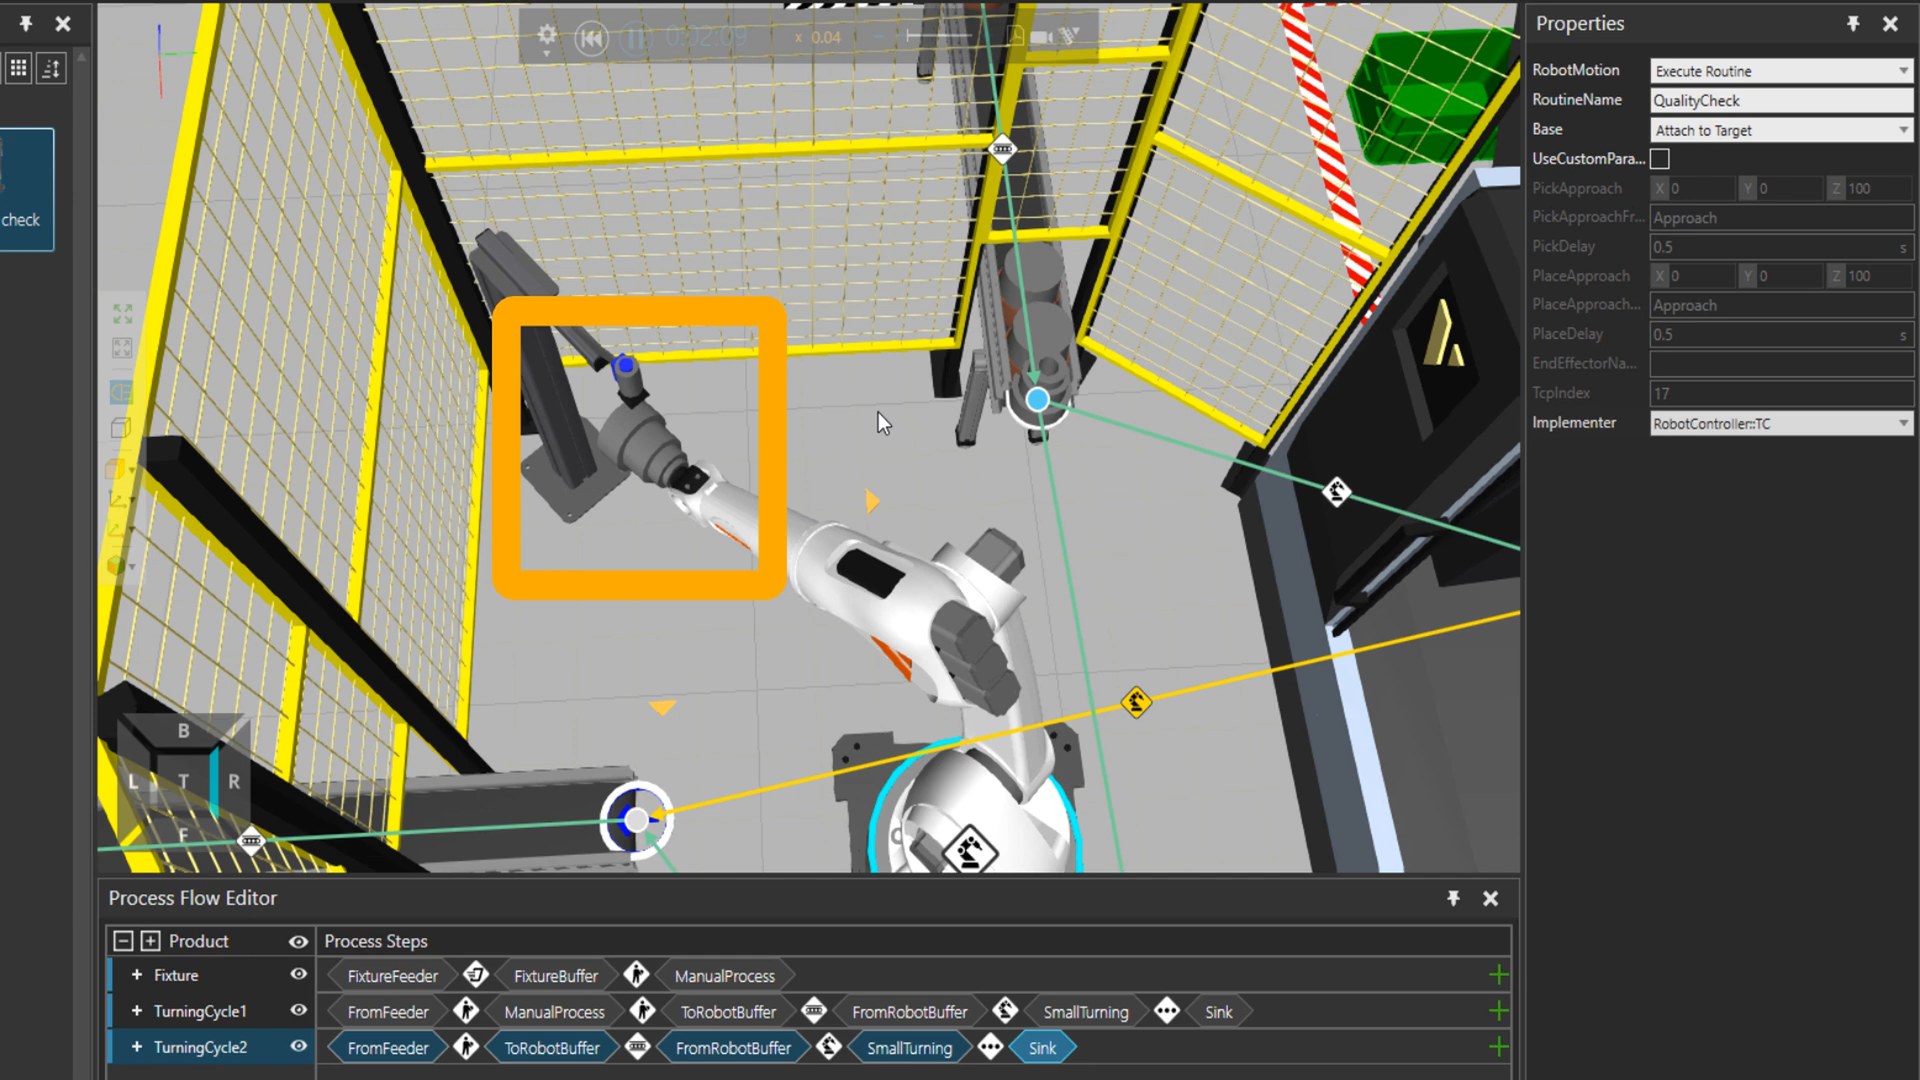 check
0:02:09
x 0.04
B
L T R
F
Properties
RobotMotion Execute Routine
RoutineName QualityCheck
Base Attach to Target
UseCustomPara...
PickApproach X 0 Y 0 Z 100
PickApproachFr... Approach
PickDelay 0.5 s
PlaceApproach X 0 Y 0 Z 100
PlaceApproach... Approach
PlaceDelay 0.5 s
EndEffectorNa...
TcpIndex 17
Implementer RobotController::TC
Process Flow Editor
Product Process Steps
Fixture FixtureFeeder FixtureBuffer ManualProcess
TurningCycle1 FromFeeder ManualProcess ToRobotBuffer FromRobotBuffer SmallTurning Sink
TurningCycle2 FromFeeder ToRobotBuffer FromRobotBuffer SmallTurning Sink